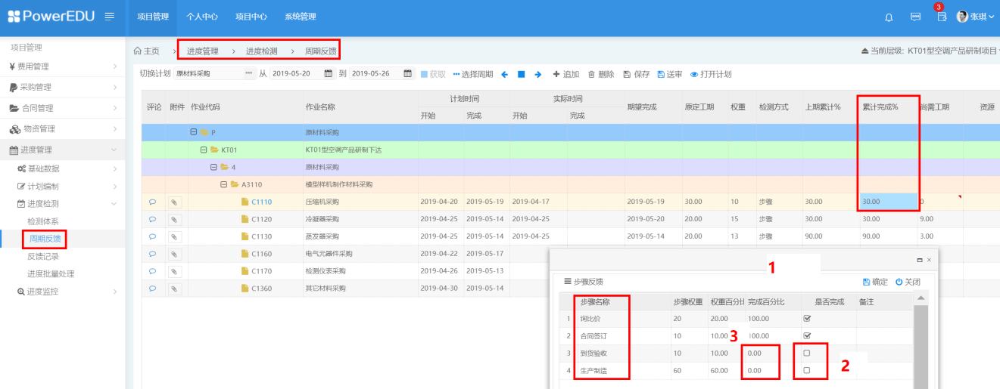 PowerEDU
项目管理 个人中心 项目中心 系统管理
3
张琪
项目管理
费用管理
采购管理
合同管理
物资管理
进度管理
基础数据
计划编制
进度检测
检测体系
周期反馈
反馈记录
进度批量处理
进度监控
主页 > 进度管理 > 进度检测 > 周期反馈
当前层级: KT01型空调产品研制项目
切换计划 原材料采购 从 2019-05-20 到 2019-05-26 获取 选择周期 追加 删除 保存 送审 打开计划
评论 附件 作业代码 作业名称 计划时间 实际时间 期望完成 原定工期 权重 检测方式 上期累计% 累计完成% 尚需工期 资源
开始 完成 开始 完成
P 原材料采购
KT01 KT01型空调产品研制下达
4 原材料采购
A3110 模型样机制作材料采购
C1110 压缩机采购 2019-04-20 2019-05-19 2019-04-17 2019-05-19 30.00 10 步骤 30.00 30.00 0
C1120 冷凝器采购 2019-04-25 2019-05-14 2019-04-25 2019-05-20 20.00 15 步骤 30.00 30.00 9.00
C1130 蒸发器采购 2019-04-25 2019-05-14 2019-04-25 2019-05-14 20.00 13 步骤 90.00 90.00 3.00
C1160 电气元器件采购 2019-04-22 2019-05-17
C1170 检测仪表采购 2019-04-26 2019-05-13
C1360 其它材料采购 2019-04-30 2019-05-14
1
步骤反馈 确定 关闭
步骤名称 步骤权重 权重百分比 完成百分比 是否完成 备注
1 询比价 20 20.00 100.00
2 合同签订 10 10.00 100.00
3
3 到货验收 10 10.00 0.00
4 生产制造 60 60.00 0.00
2